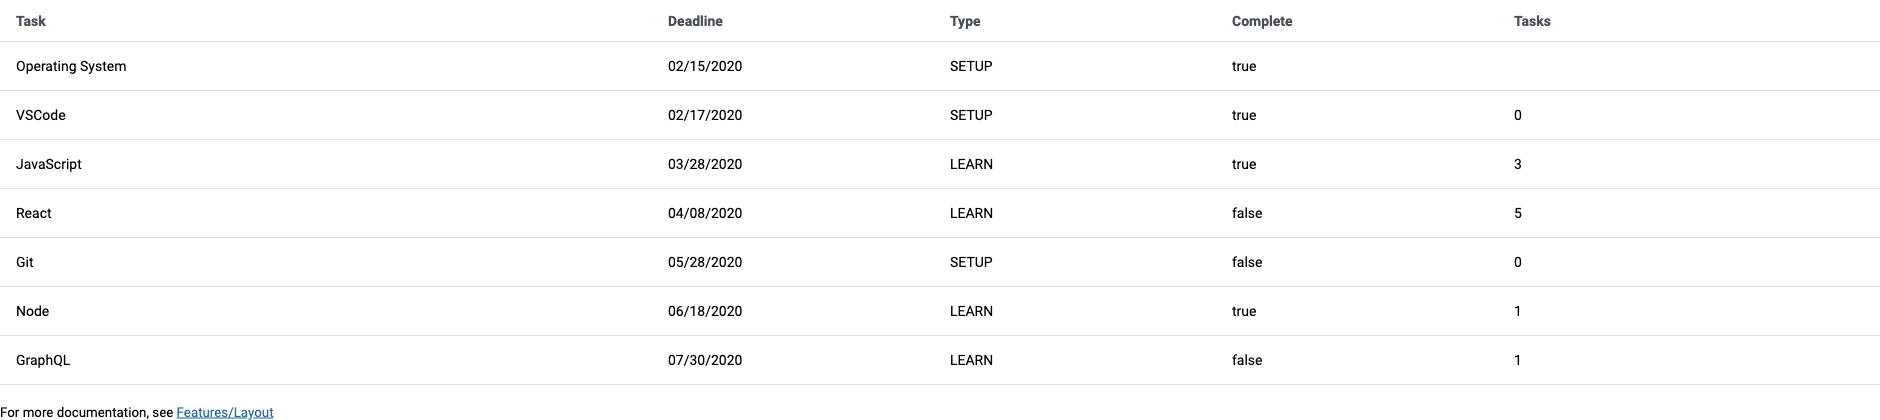 Task Deadline Type Complete Tasks
Operating System 02/15/2020 SETUP true
VSCode 02/17/2020 SETUP true 0
JavaScript 03/28/2020 LEARN true 3
React 04/08/2020 LEARN false 5
Git 05/28/2020 SETUP false 0
Node 06/18/2020 LEARN true 1
GraphQL 07/30/2020 LEARN false 1
For more documentation, see Features/Layout